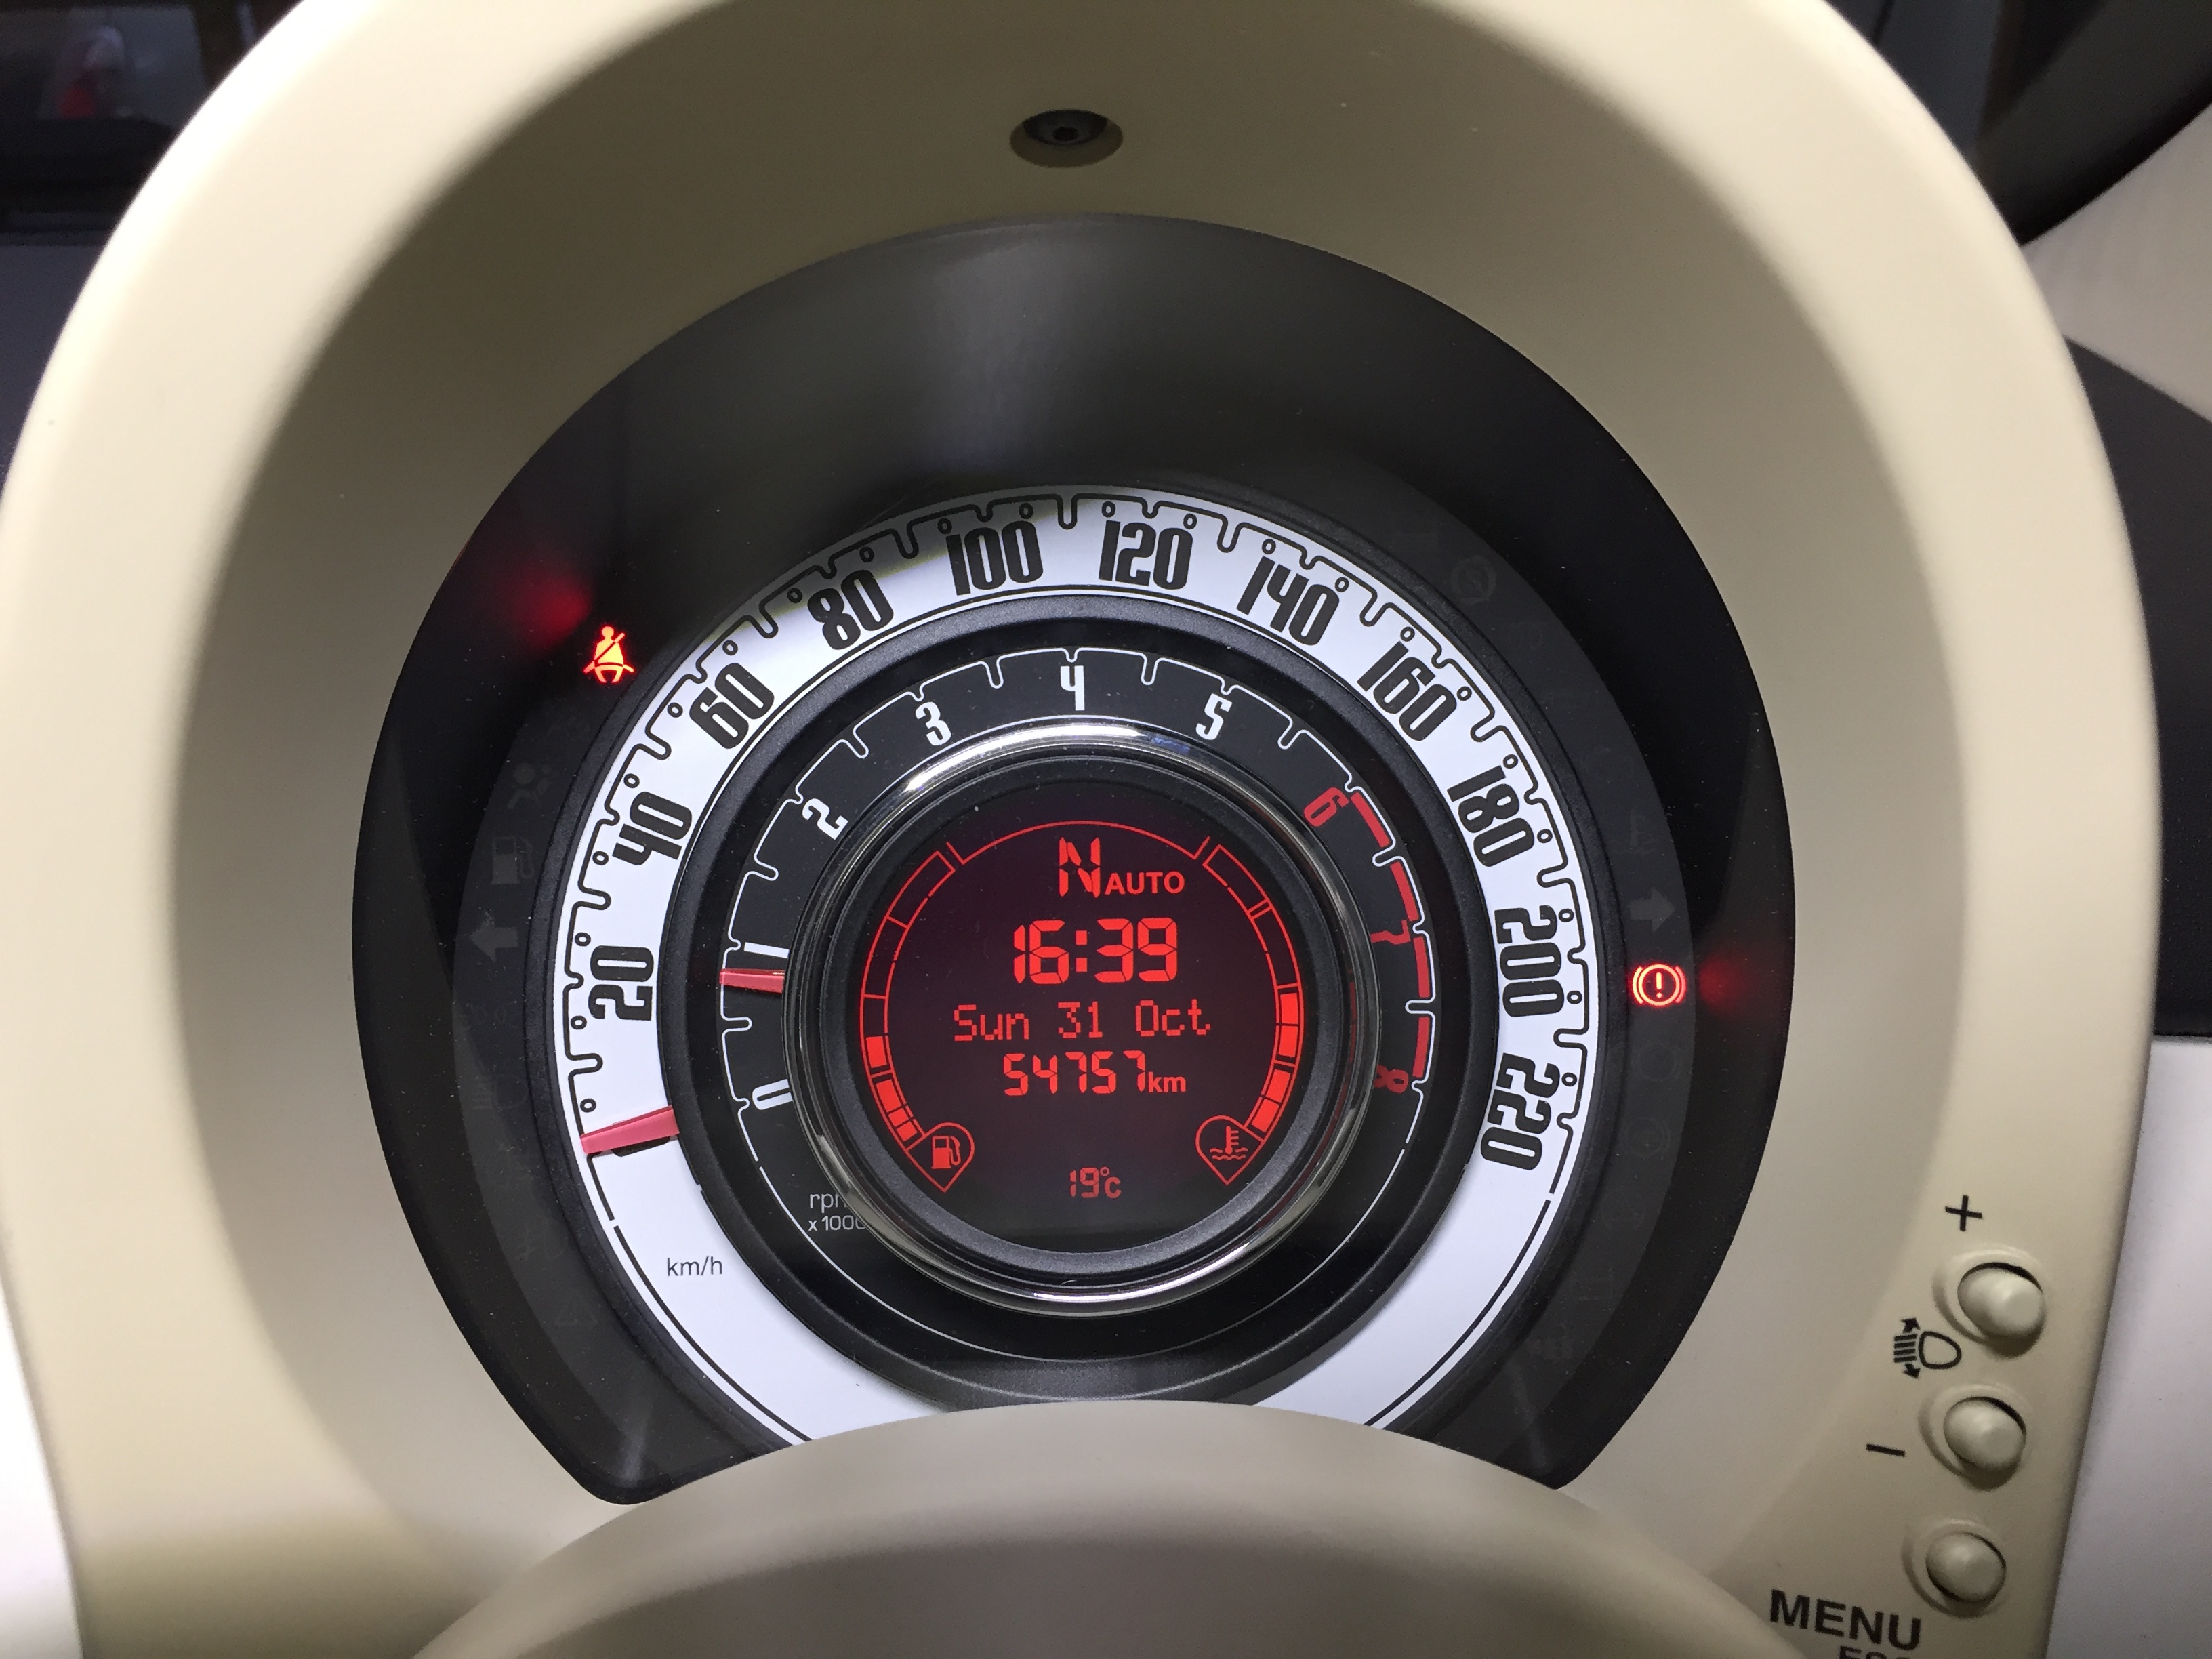 20 40 60 80 100 120 140 160 180 200 220
km/h
0 1 2 3 4 5 6 7 8
rpm
x 1000
N AUTO
16:39
Sun 31 Oct
54757km
19°c
+
−
MENU